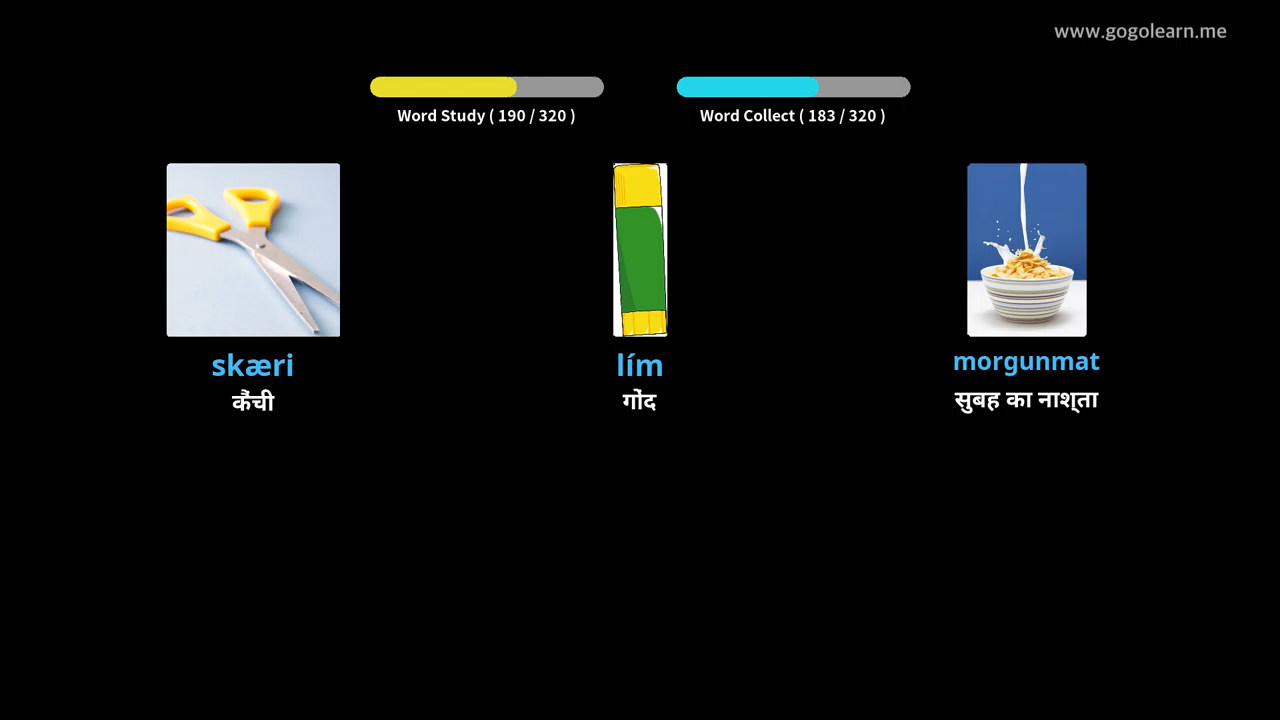 www.gogolearn.me
Word Study ( 190 / 320 )
Word Collect ( 183 / 320 )
skæri
lím
morgunmat
कैंची
गोंद
सुबह का नाश्ता